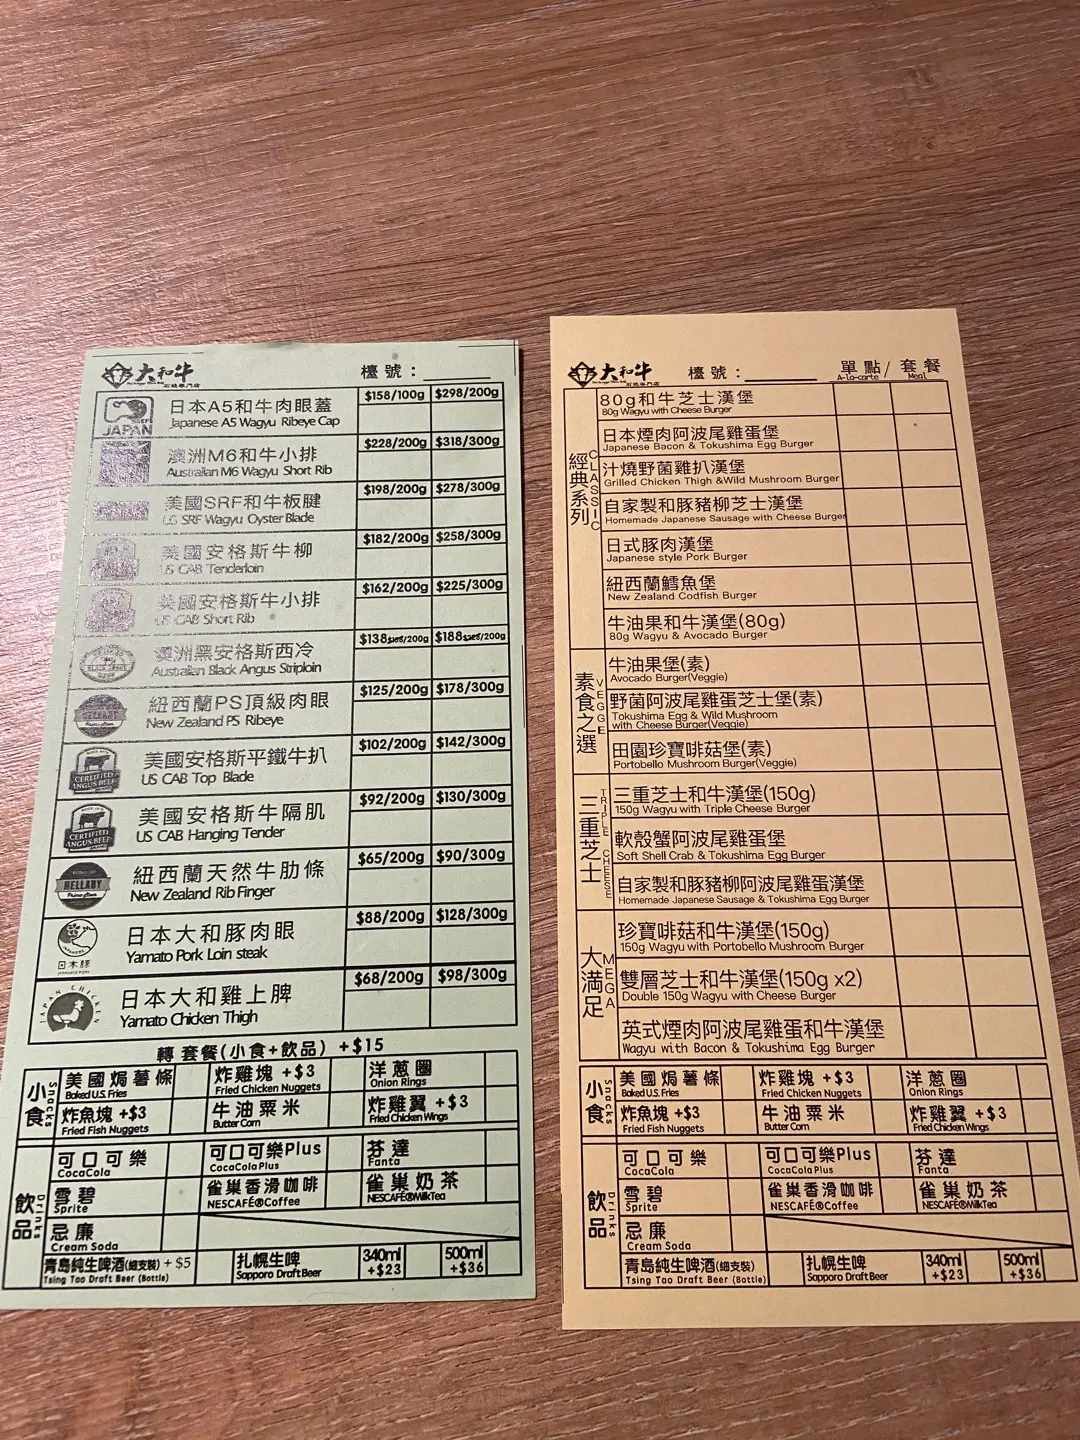 大和牛
石燒專門店
檯號：
JAPAN
日本A5和牛肉眼蓋
Japanese A5 Wagyu Ribeye Cap
$158/100g $298/200g
澳洲M6和牛小排
Australian M6 Wagyu Short Rib
$228/200g $318/300g
美國SRF和牛板腱
US SRF Wagyu Oyster Blade
$198/200g $278/300g
美國安格斯牛柳
US CAB Tenderloin
$182/200g $258/300g
美國安格斯牛小排
US CAB Short Rib
$162/200g $225/300g
澳洲黑安格斯西冷
Australian Black Angus Striploin
$138 /200g $188 /200g
紐西蘭PS頂級肉眼
New Zealand PS Ribeye
$125/200g $178/300g
CERTIFIED
ANGUS BEEF
美國安格斯平鐵牛扒
US CAB Top Blade
$102/200g $142/300g
CERTIFIED
ANGUS BEEF
美國安格斯牛隔肌
US CAB Hanging Tender
$92/200g $130/300g
HELLABY
紐西蘭天然牛肋條
New Zealand Rib Finger
$65/200g $90/300g
日本豚
日本大和豚肉眼
Yamato Pork Loin steak
$88/200g $128/300g
JAPAN CHICKEN
日本大和雞上脾
Yamato Chicken Thigh
$68/200g $98/300g
轉 套餐(小食+飲品) +$15
小食
Snacks
美國焗薯條
Baked U.S. Fries
炸雞塊 +$3
Fried Chicken Nuggets
洋蔥圈
Onion Rings
炸魚塊 +$3
Fried Fish Nuggets
牛油粟米
Butter Corn
炸雞翼 +$3
Fried Chicken Wings
飲品
Drinks
可口可樂
CocaCola
可口可樂Plus
CocaCola Plus
芬達
Fanta
雪碧
Sprite
雀巢香滑咖啡
NESCAFÉ®Coffee
雀巢奶茶
NESCAFÉ®MilkTea
忌廉
Cream Soda
青島純生啤酒(細支裝) +$5
Tsing Tao Draft Beer (Bottle)
扎幌生啤
Sapporo Draft Beer
340ml
+$23
500ml
+$36
大和牛
石燒專門店
檯號：
單點/ 套餐
A-la-carte Meal
經典系列
CLASSIC
80g和牛芝士漢堡
80g Wagyu with Cheese Burger
日本煙肉阿波尾雞蛋堡
Japanese Bacon & Tokushima Egg Burger
汁燒野菌雞扒漢堡
Grilled Chicken Thigh &Wild Mushroom Burger
自家製和豚豬柳芝士漢堡
Homemade Japanese Sausage with Cheese Burger
日式豚肉漢堡
Japanese style Pork Burger
紐西蘭鱈魚堡
New Zealand Codfish Burger
牛油果和牛漢堡(80g)
80g Wagyu & Avocado Burger
素食之選
VEGGIE
牛油果堡(素)
Avocado Burger(Veggie)
野菌阿波尾雞蛋芝士堡(素)
Tokushima Egg & Wild Mushroom
with Cheese Burger(Veggie)
田園珍寶啡菇堡(素)
Portobello Mushroom Burger(Veggie)
三重芝士
TRIPLE CHEESE
三重芝士和牛漢堡(150g)
150g Wagyu with Triple Cheese Burger
軟殼蟹阿波尾雞蛋堡
Soft Shell Crab & Tokushima Egg Burger
自家製和豚豬柳阿波尾雞蛋漢堡
Homemade Japanese Sausage & Tokushima Egg Burger
大滿足
MEGA
珍寶啡菇和牛漢堡(150g)
150g Wagyu with Portobello Mushroom Burger
雙層芝士和牛漢堡(150g x2)
Double 150g Wagyu with Cheese Burger
英式煙肉阿波尾雞蛋和牛漢堡
Wagyu with Bacon & Tokushima Egg Burger
小食
Snacks
美國焗薯條
Baked U.S. Fries
炸雞塊 +$3
Fried Chicken Nuggets
洋蔥圈
Onion Rings
炸魚塊 +$3
Fried Fish Nuggets
牛油粟米
Butter Corn
炸雞翼 +$3
Fried Chicken Wings
飲品
Drinks
可口可樂
CocaCola
可口可樂Plus
CocaCola Plus
芬達
Fanta
雪碧
Sprite
雀巢香滑咖啡
NESCAFÉ®Coffee
雀巢奶茶
NESCAFÉ®MilkTea
忌廉
Cream Soda
青島純生啤酒(細支裝)
Tsing Tao Draft Beer (Bottle)
扎幌生啤
Sapporo Draft Beer
340ml
+$23
500ml
+$36